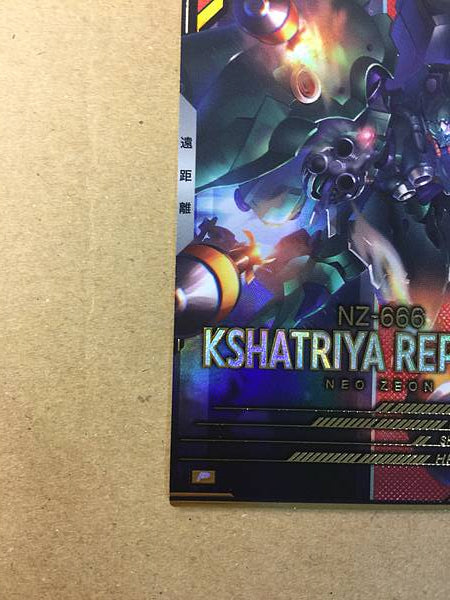 遠距離
NZ-666
KSHATRIYA REP
NEO ZEON
P